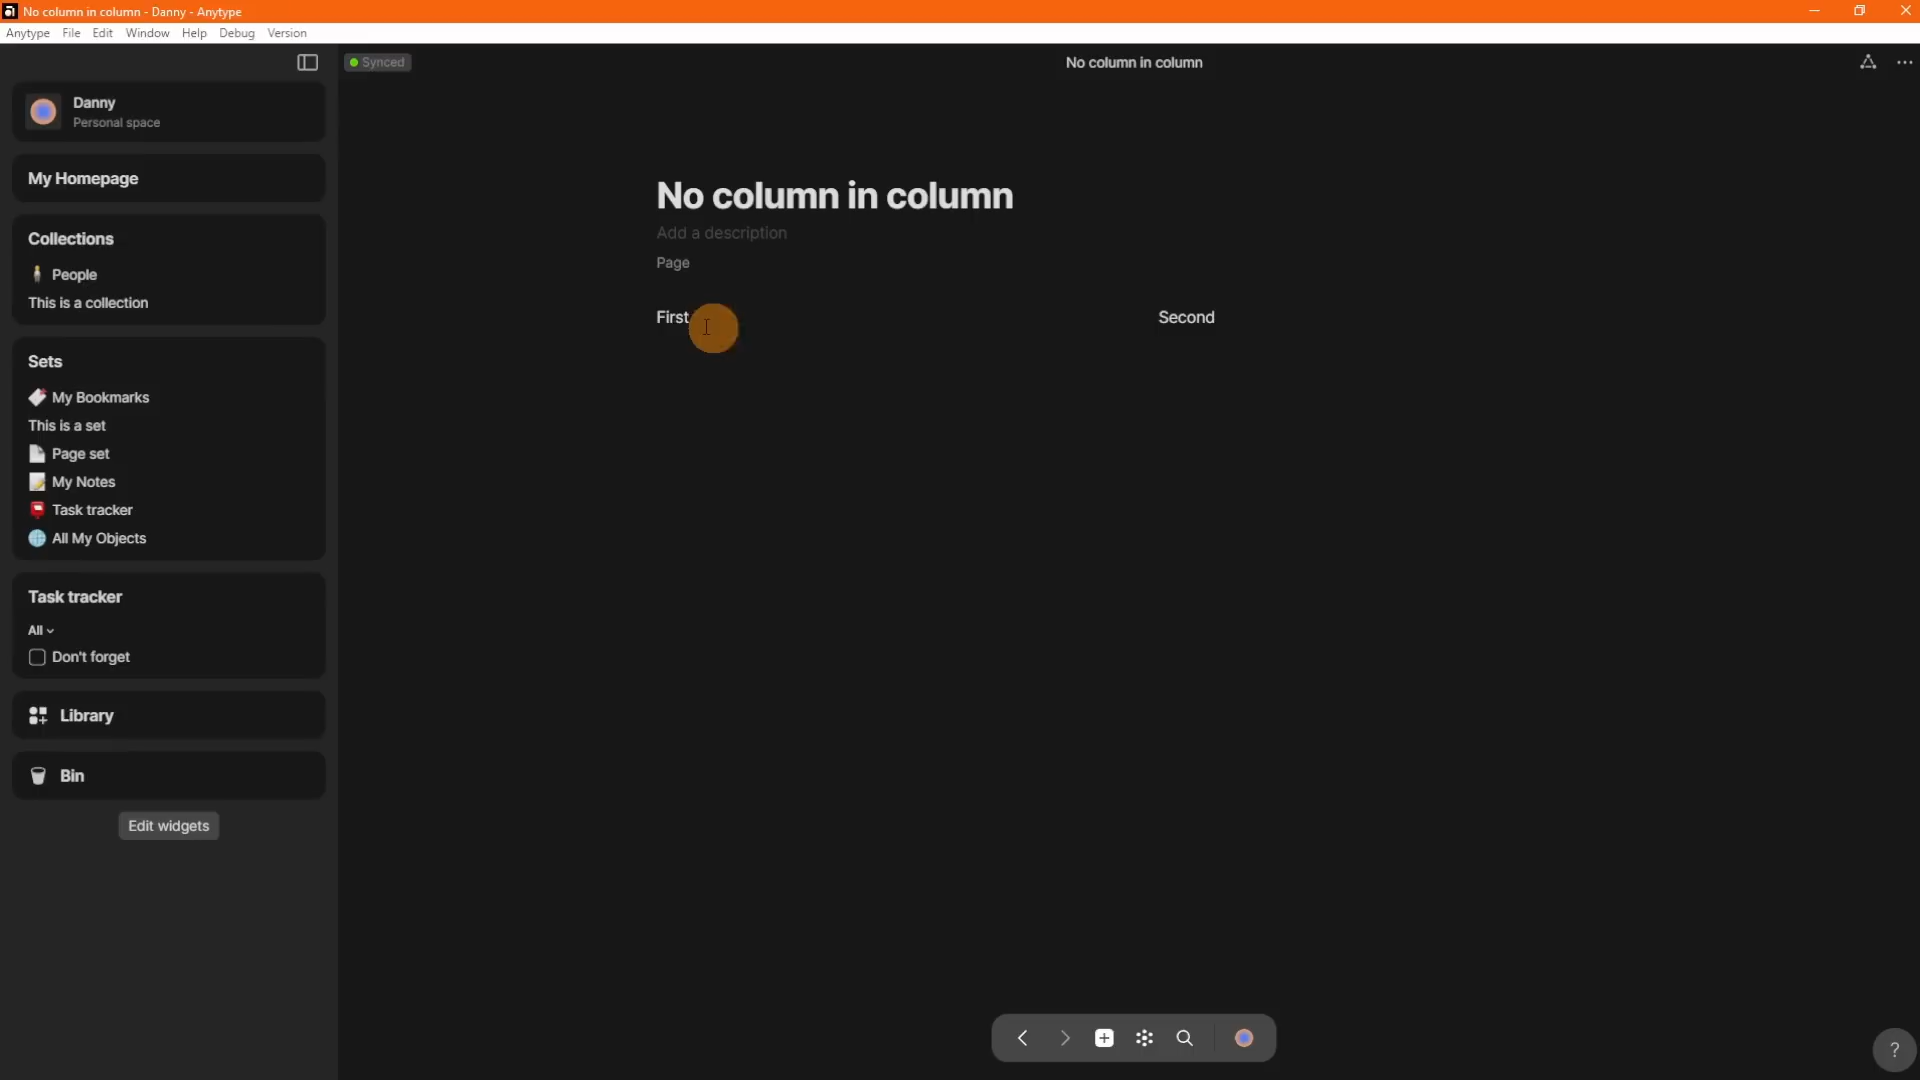 No column in column - Danny - Anytype
Anytype File Edit Window Help Debug Version
Synced
No column in column
Danny
Personal space
My Homepage
Collections
People
This is a collection
Sets
My Bookmarks
This is a set
Page set
My Notes
Task tracker
All My Objects
Task tracker
All
Don't forget
Library
Bin
Edit widgets
No column in column
Add a description
Page
First
Second
?